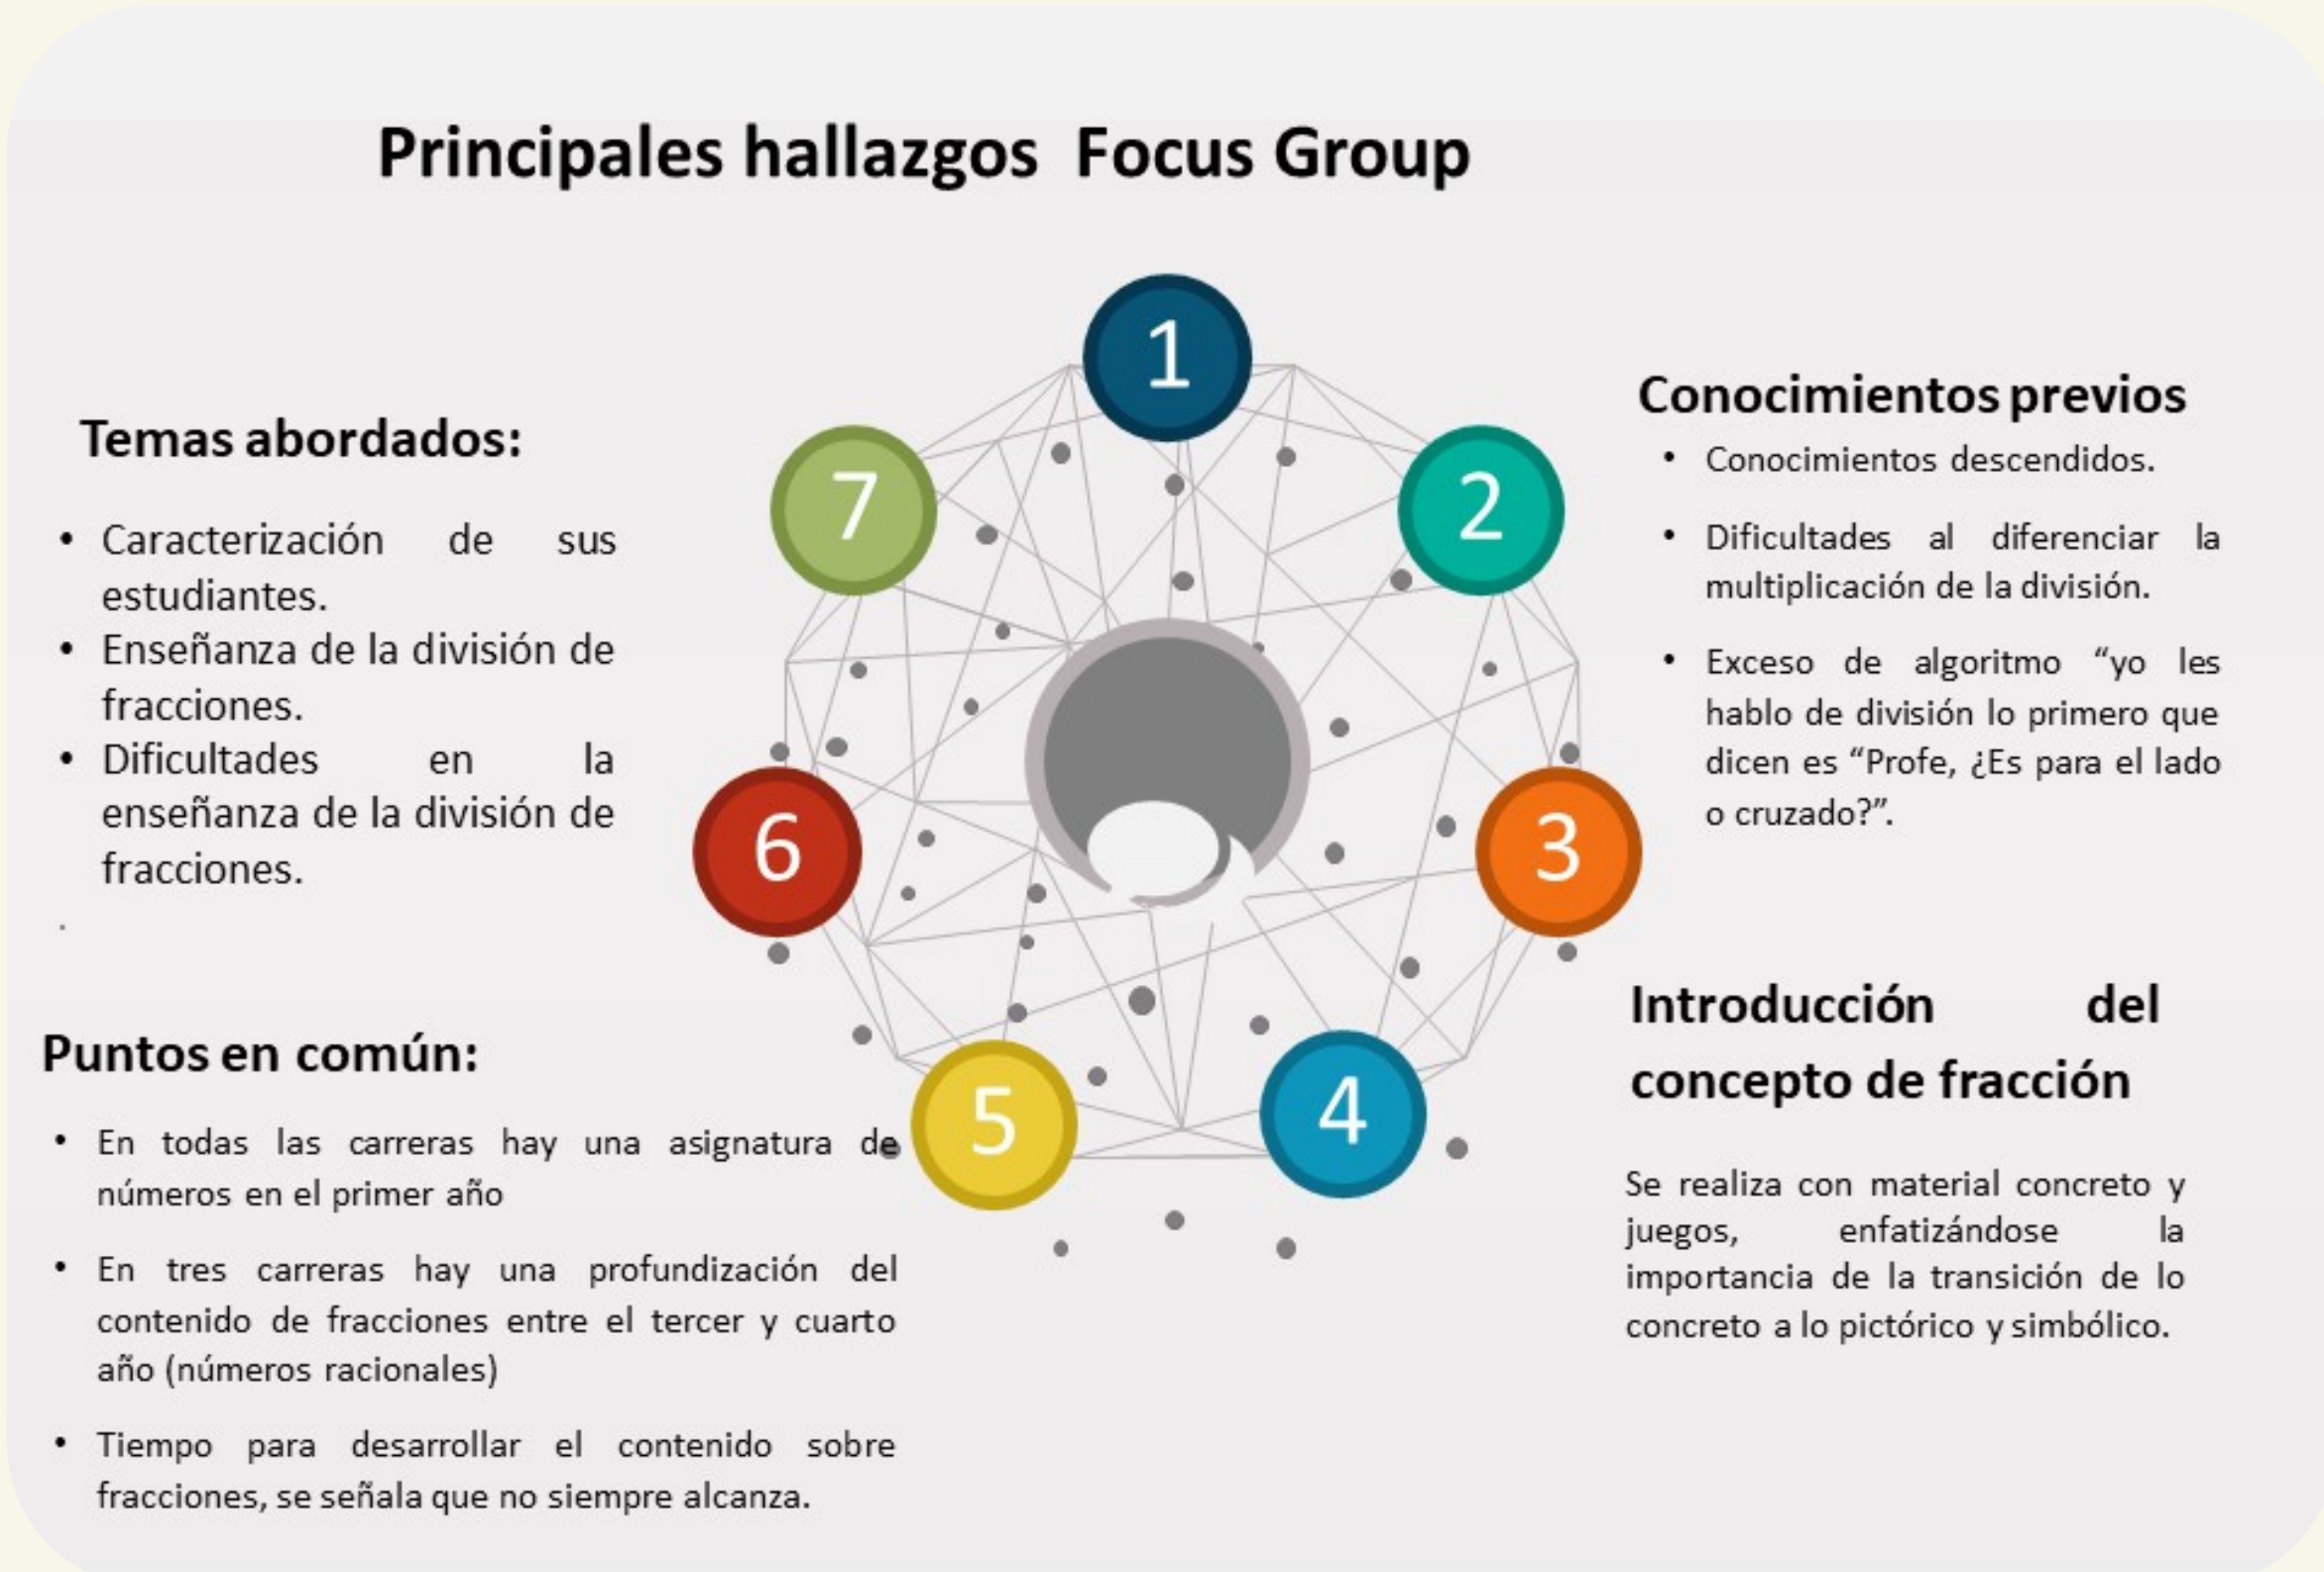 Principales hallazgos Focus Group
Temas abordados:
• Caracterización de sus
estudiantes.
• Enseñanza de la división de
fracciones.
• Dificultades en la
enseñanza de la división de
fracciones.
.
Puntos en común:
• En todas las carreras hay una asignatura de
números en el primer año
• En tres carreras hay una profundización del
contenido de fracciones entre el tercer y cuarto
año (números racionales)
• Tiempo para desarrollar el contenido sobre
fracciones, se señala que no siempre alcanza.
1
2
3
4
5
6
7
Conocimientos previos
• Conocimientos descendidos.
• Dificultades al diferenciar la
multiplicación de la división.
• Exceso de algoritmo “yo les
hablo de división lo primero que
dicen es “Profe, ¿Es para el lado
o cruzado?”.
Introducción del
concepto de fracción
Se realiza con material concreto y
juegos, enfatizándose la
importancia de la transición de lo
concreto a lo pictórico y simbólico.